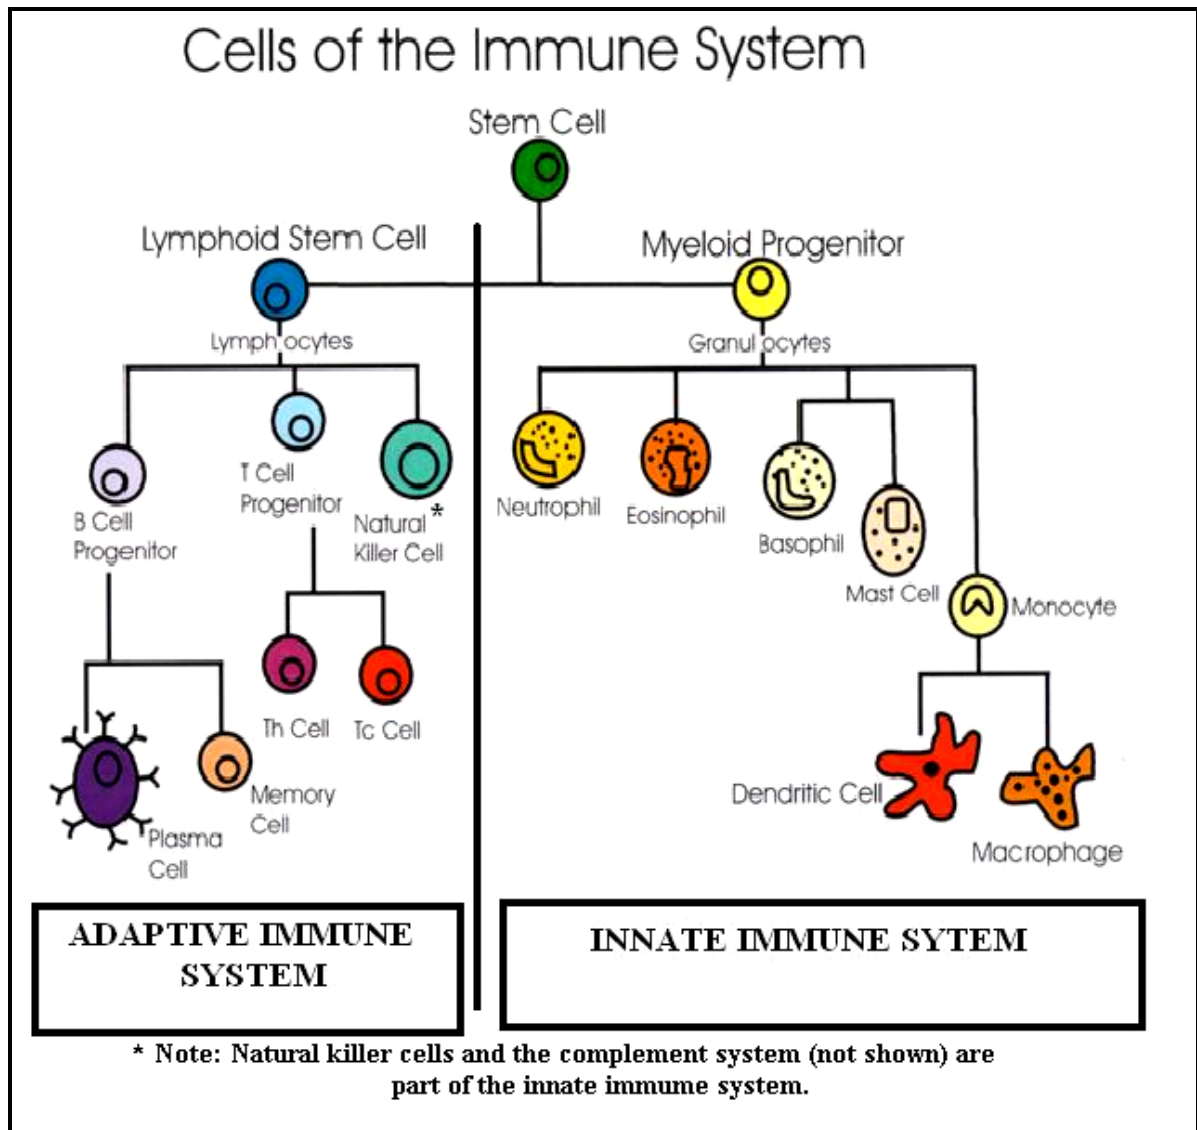 Cells of the Immune System
Stem Cell
Lymphoid Stem Cell
Myeloid Progenitor
Lymphocytes
Granulocytes
B Cell
Progenitor
T Cell
Progenitor
Natural *
Killer Cell
Neutrophil
Eosinophil
Basophil
Mast Cell
Monocyte
Th Cell
Tc Cell
Plasma
Cell
Memory
Cell
Dendritic Cell
Macrophage
ADAPTIVE IMMUNE
SYSTEM
INNATE IMMUNE SYTEM
* Note: Natural killer cells and the complement system (not shown) are
part of the innate immume system.